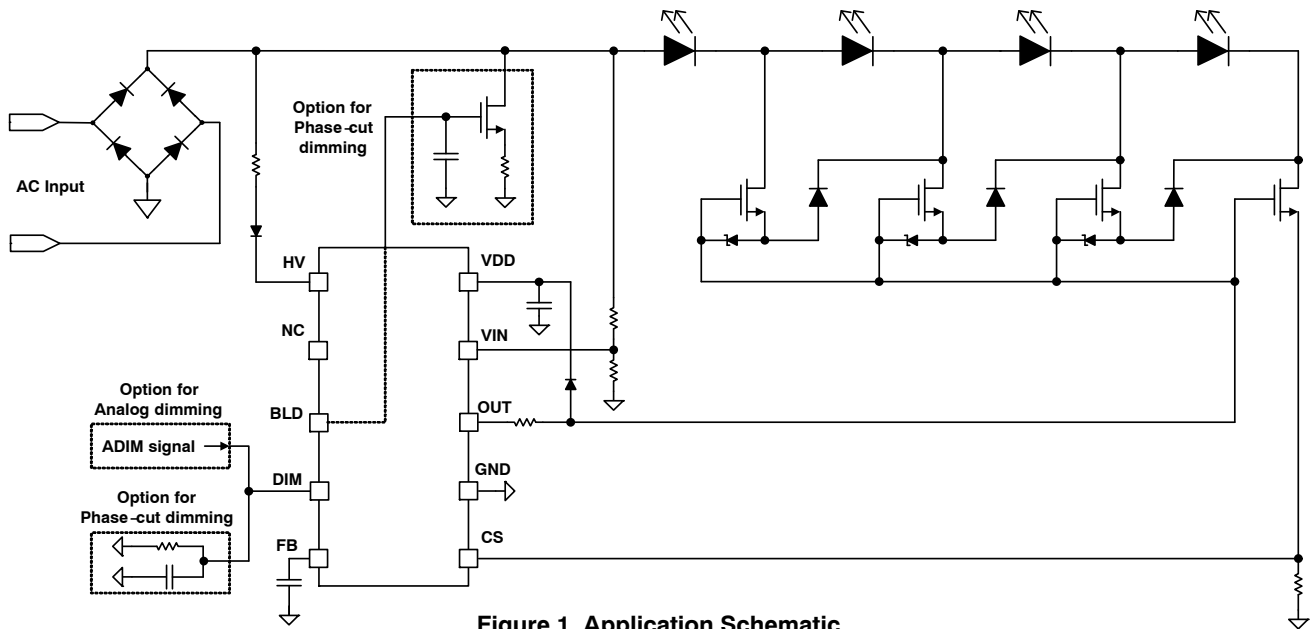 Option for
Phase-cut
dimming
AC Input
HV
VDD
NC
VIN
Option for
Analog dimming
ADIM signal
BLD
OUT
DIM
GND
Option for
Phase-cut dimming
FB
CS
Figure 1. Application Schematic